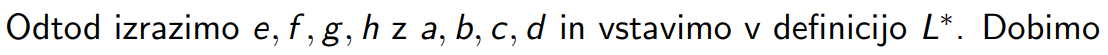 Odtod izrazimo e, f, g, h z a, b, c, d in vstavimo v definicijo L*. Dobimo